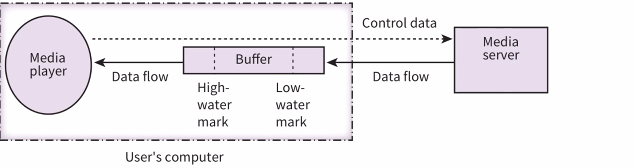 Control data
Media
player
Buffer
Media
server
Data flow
Data flow
High-
water
mark
Low-
water
mark
User's computer